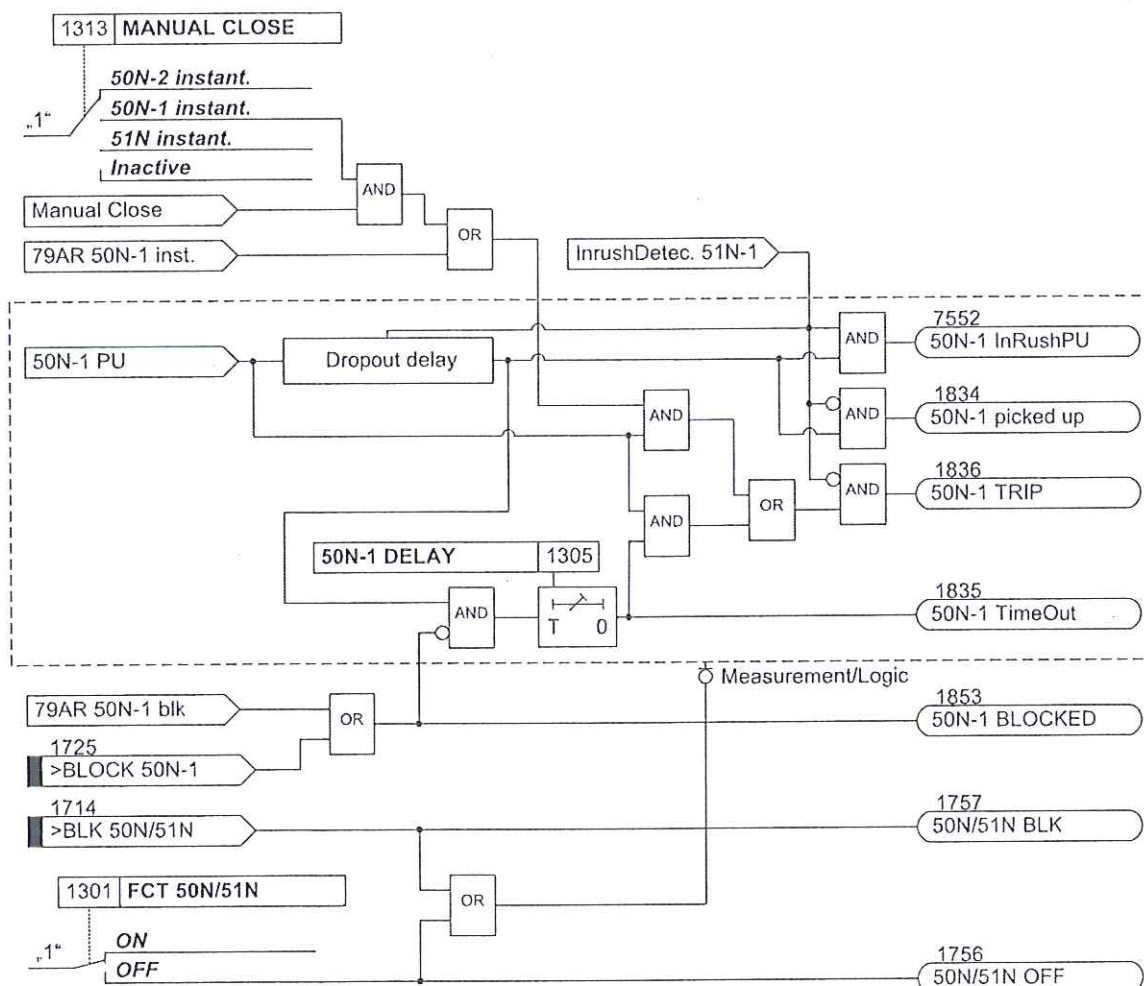 1313 MANUAL CLOSE
50N-2 instant.
„1“ 50N-1 instant.
51N instant.
Inactive
AND
Manual Close
OR
79AR 50N-1 inst.
InrushDetec. 51N-1
7552
50N-1 PU
Dropout delay
AND
50N-1 InRushPU
1834
AND
AND
50N-1 picked up
1836
AND
50N-1 TRIP
OR
AND
50N-1 DELAY 1305
1835
AND
T 0
50N-1 TimeOut
Measurement/Logic
1853
79AR 50N-1 blk
OR
50N-1 BLOCKED
1725
>BLOCK 50N-1
1714
1757
>BLK 50N/51N
50N/51N BLK
1301 FCT 50N/51N
OR
„1“ ON
OFF
1756
50N/51N OFF